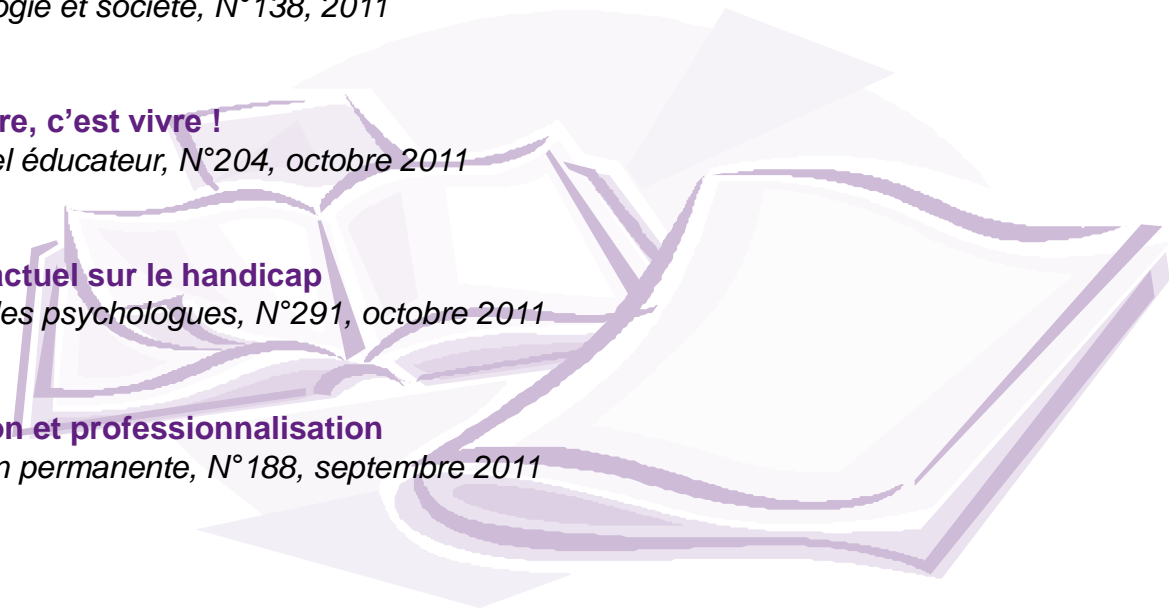 ogie et société, N°138, 2011
re, c'est vivre !
el éducateur, N°204, octobre 2011
actuel sur le handicap
des psychologues, N°291, octobre 2011
on et professionnalisation
n permanente, N°188, septembre 2011